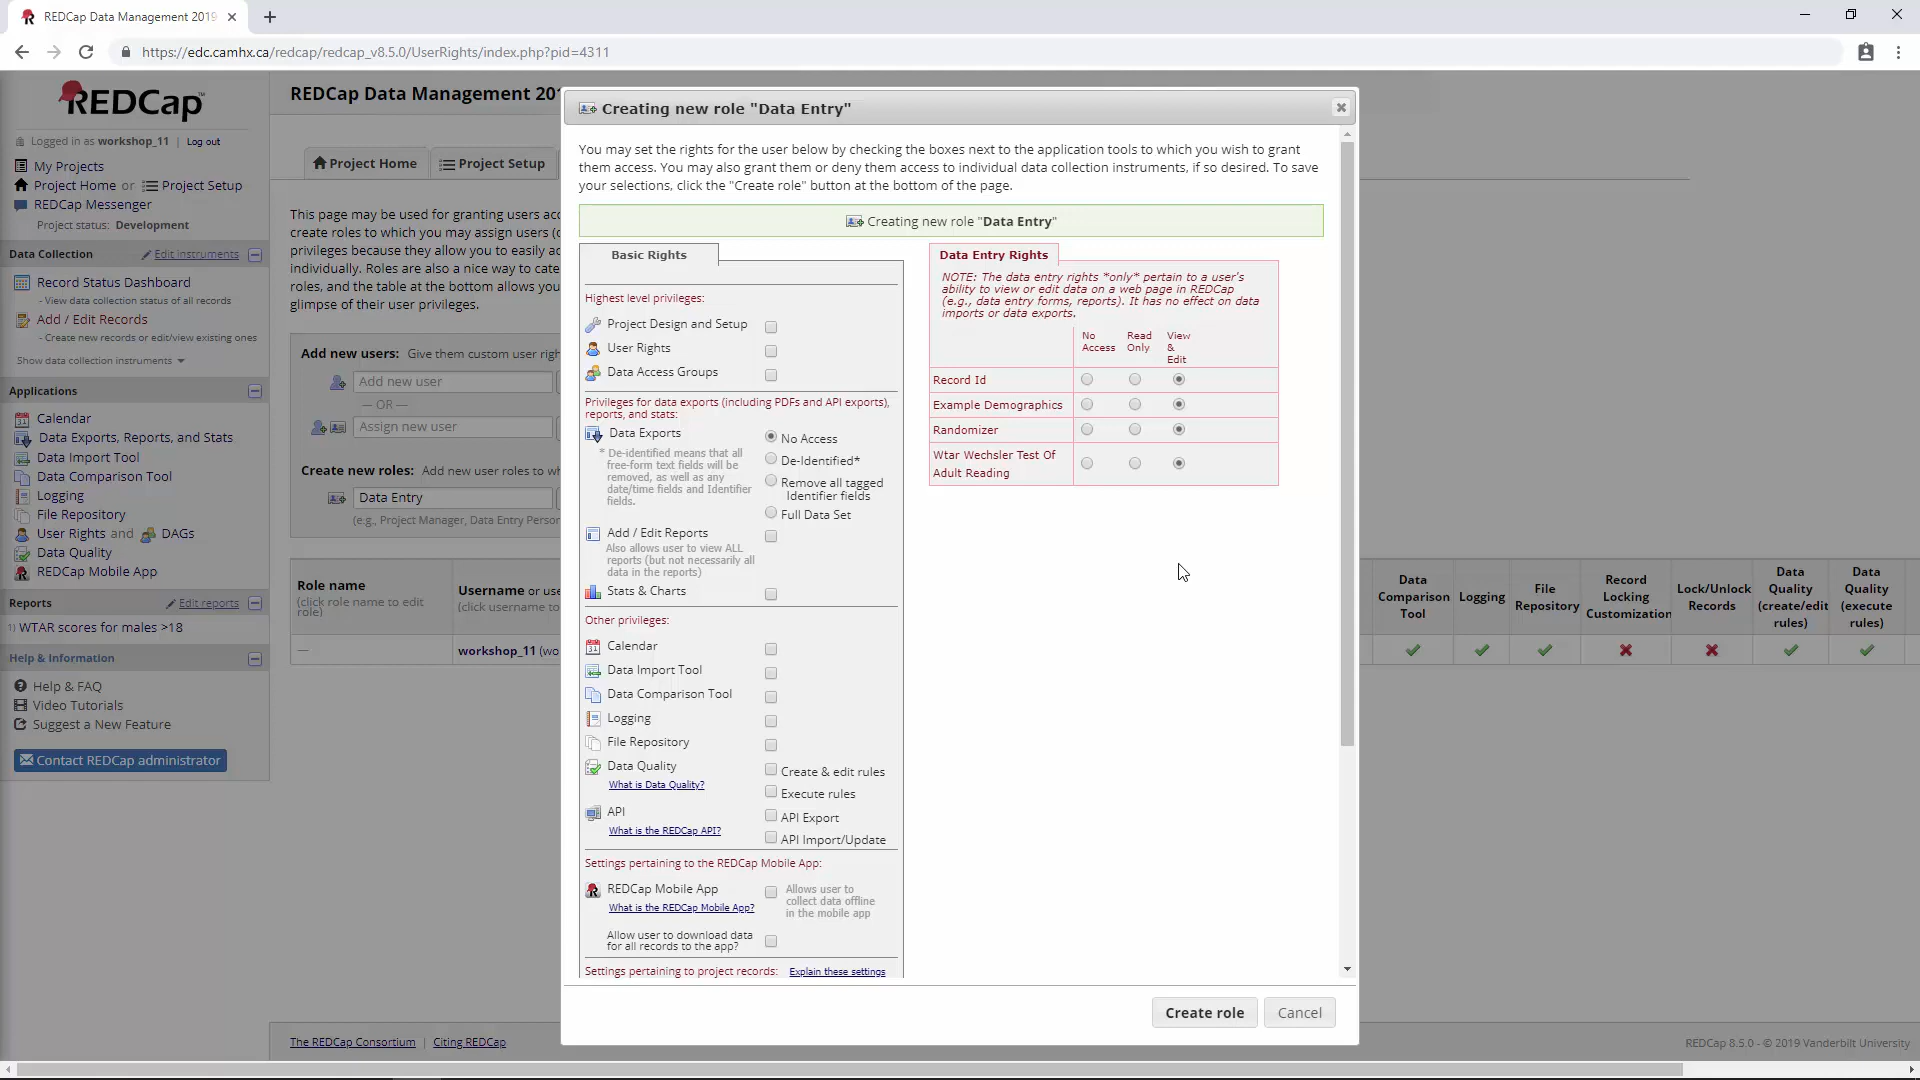 REDCap Data Management 2019
https://edc.camhx.ca/redcap/redcap_v8.5.0/UserRights/index.php?pid=4311
REDCap
Logged in as workshop_11 | Log out
My Projects
Project Home or Project Setup
REDCap Messenger
Project status: Development
Data Collection Edit instruments
Record Status Dashboard
- View data collection status of all records
Add / Edit Records
- Create new records or edit/view existing ones
Show data collection instruments
Applications
Calendar
Data Exports, Reports, and Stats
Data Import Tool
Data Comparison Tool
Logging
File Repository
User Rights and DAGs
Data Quality
REDCap Mobile App
Reports Edit reports
1) WTAR scores for males >18
Help & Information
Help & FAQ
Video Tutorials
Suggest a New Feature
Contact REDCap administrator
REDCap Data Management 201
Project Home Project Setup
This page may be used for granting users acc
create roles to which you may assign users (o
privileges because they allow you to easily ad
individually. Roles are also a nice way to cate
roles, and the table at the bottom allows you
glimpse of their user privileges.
Add new users: Give them custom user righ
Add new user
— OR —
Assign new user
Create new roles: Add new user roles to wh
Data Entry
(e.g., Project Manager, Data Entry Person
Role name
(click role name to edit
role)
Username or use
(click username to
—
workshop_11 (wo
Data
Comparison
Tool
Logging
File
Repository
Record
Locking
Customization
Lock/Unlock
Records
Data
Quality
(create/edit
rules)
Data
Quality
(execute
rules)
The REDCap Consortium | Citing REDCap
REDCap 8.5.0 - © 2019 Vanderbilt University
Creating new role "Data Entry"
You may set the rights for the user below by checking the boxes next to the application tools to which you wish to grant
them access. You may also grant them or deny them access to individual data collection instruments, if so desired. To save
your selections, click the "Create role" button at the bottom of the page.
Creating new role "Data Entry"
Basic Rights
Highest level privileges:
Project Design and Setup
User Rights
Data Access Groups
Privileges for data exports (including PDFs and API exports),
reports, and stats:
Data Exports
* De-identified means that all
free-form text fields will be
removed, as well as any
date/time fields and Identifier
fields.
No Access
De-Identified*
Remove all tagged
Identifier fields
Full Data Set
Add / Edit Reports
Also allows user to view ALL
reports (but not necessarily all
data in the reports)
Stats & Charts
Other privileges:
Calendar
Data Import Tool
Data Comparison Tool
Logging
File Repository
Data Quality
What is Data Quality?
Create & edit rules
Execute rules
API
What is the REDCap API?
API Export
API Import/Update
Settings pertaining to the REDCap Mobile App:
REDCap Mobile App
What is the REDCap Mobile App?
Allows user to
collect data offline
in the mobile app
Allow user to download data
for all records to the app?
Settings pertaining to project records: Explain these settings
Data Entry Rights
NOTE: The data entry rights *only* pertain to a user's
ability to view or edit data on a web page in REDCap
(e.g., data entry forms, reports). It has no effect on data
imports or data exports.
No
Access
Read
Only
View
&
Edit
Record Id
Example Demographics
Randomizer
Wtar Wechsler Test Of
Adult Reading
Create role
Cancel